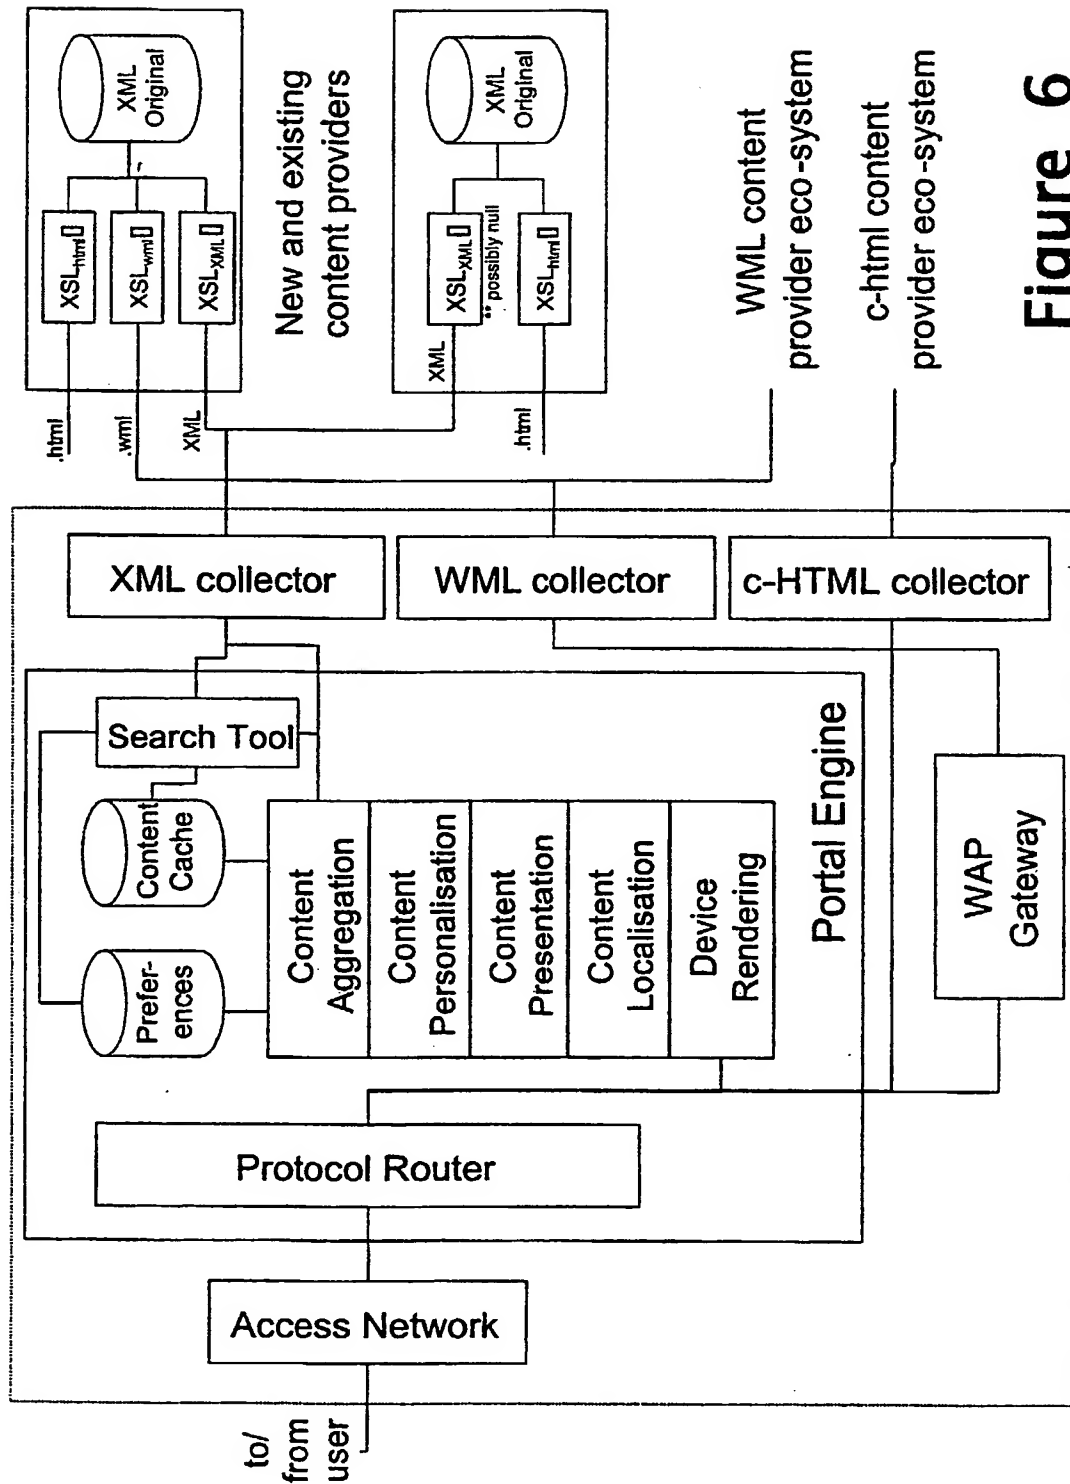 to/
from
user
Access Network
Protocol Router
Prefer-
ences
Content
Cache
Search Tool
Content
Aggregation
Content
Personalisation
Content
Presentation
Content
Localisation
Device
Rendering
Portal Engine
WAP
Gateway
XML collector
WML collector
c-HTML collector
.html
.wml
XML
XSLhtml[]
XSLwml[]
XSLXML[]
XML
Original
New and existing
content providers
XML
.html
XSLXML[]
** possibly null
XSLhtml[]
XML
Original
WML content
provider eco-system
c-html content
provider eco-system
Figure 6